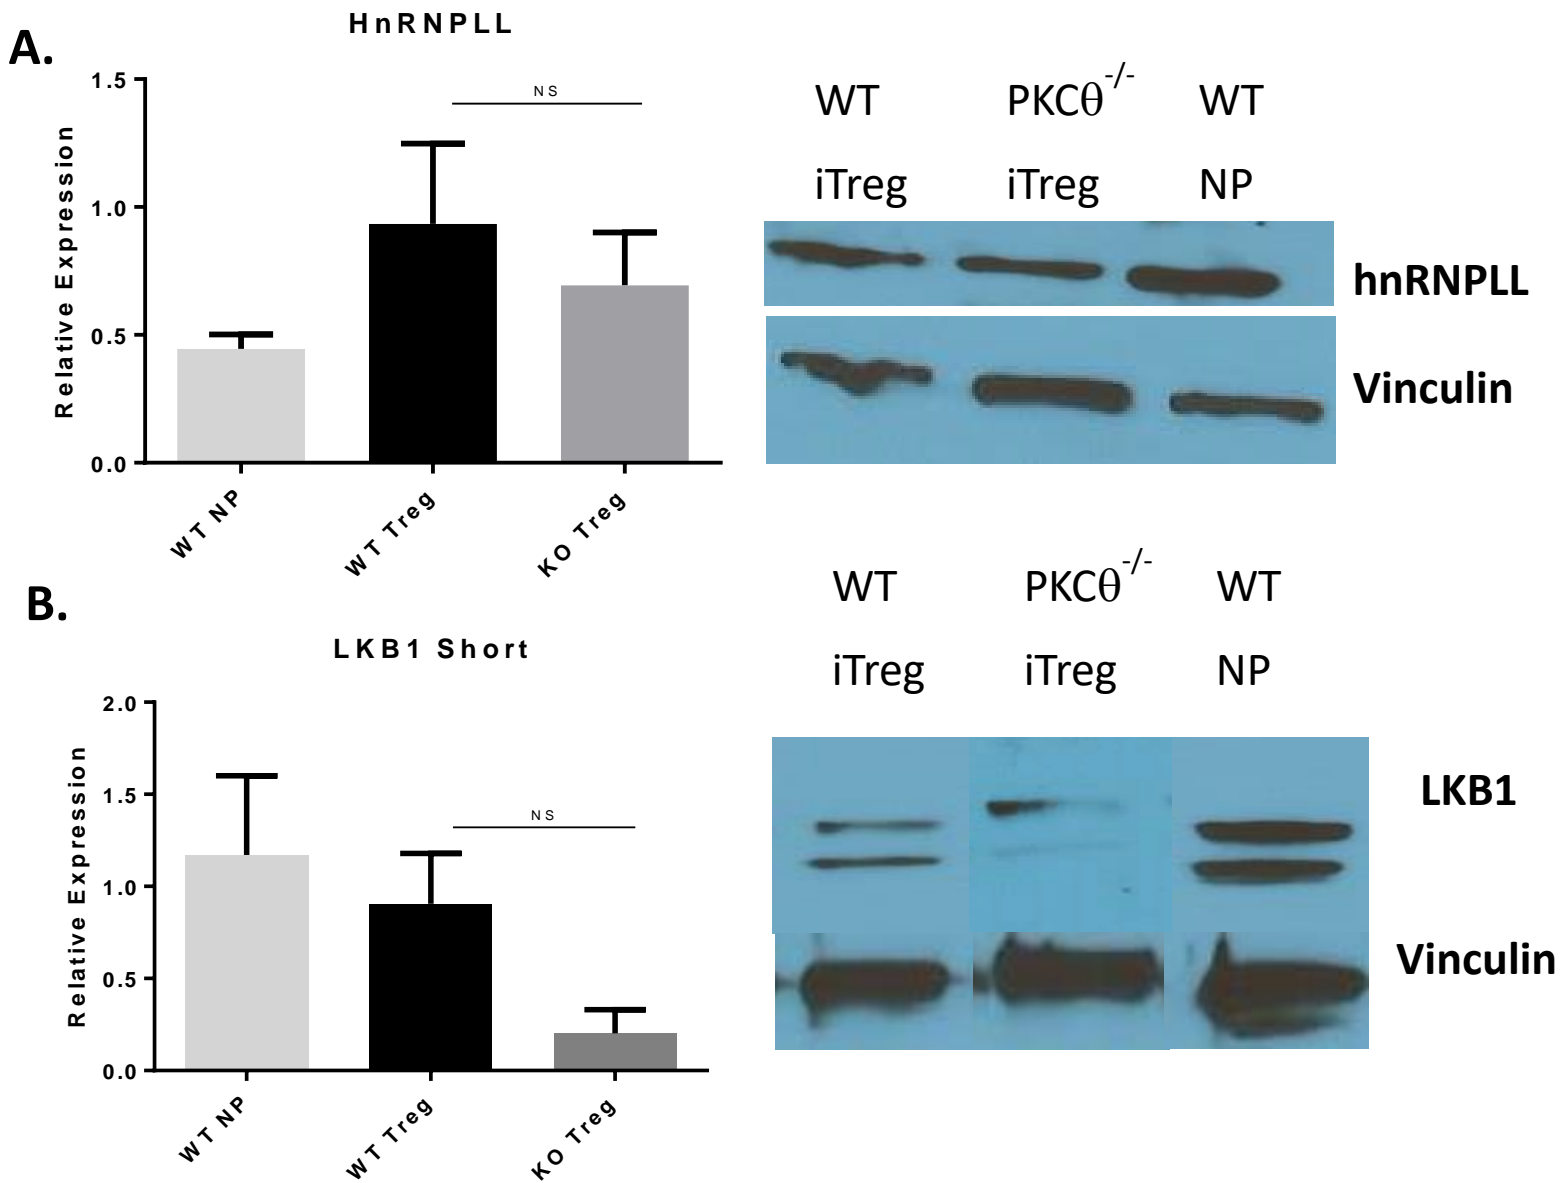 A.
HnRNPLL
Relative Expression
1.5
1.0
0.5
0.0
NS
WT NP
WT Treg
KO Treg
WT PKCθ-/- WT
iTreg iTreg NP
hnRNPLL
Vinculin
B.
LKB1 Short
Relative Expression
2.0
1.5
1.0
0.5
0.0
NS
WT NP
WT Treg
KO Treg
WT PKCθ-/- WT
iTreg iTreg NP
LKB1
Vinculin